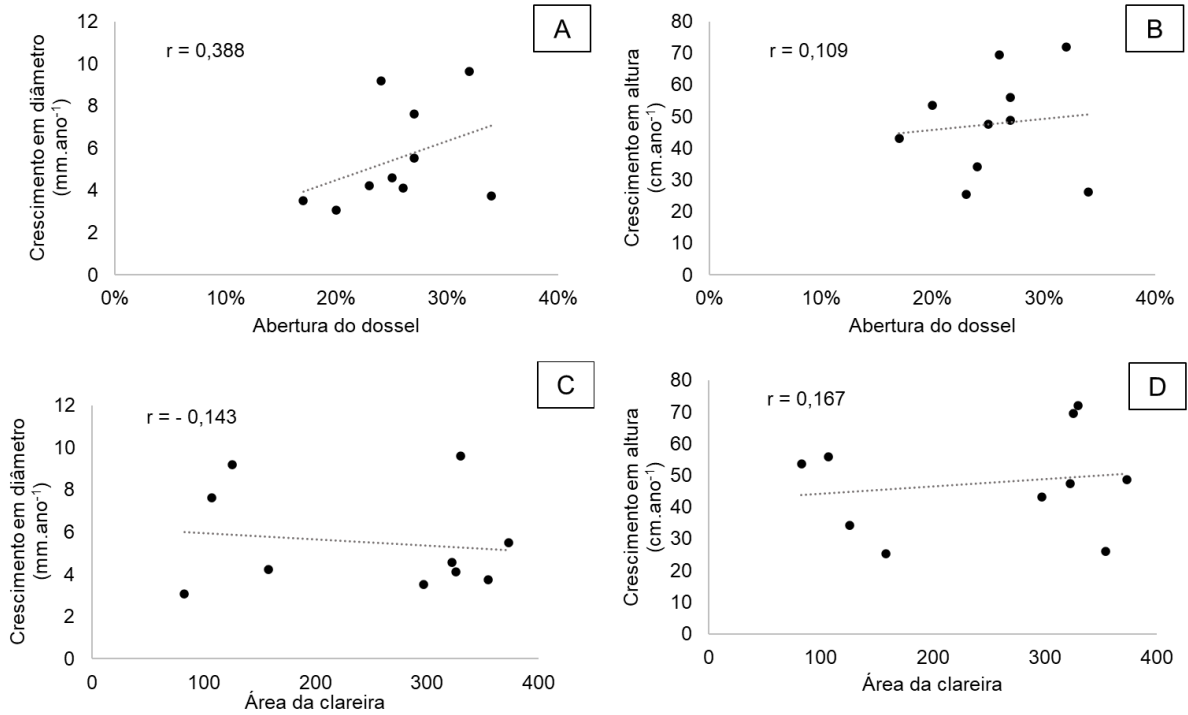 A
r = 0,388
Crescimento em diâmetro
(mm.ano⁻¹)
12
10
8
6
4
2
0
0% 10% 20% 30% 40%
Abertura do dossel
B
r = 0,109
Crescimento em altura
(cm.ano⁻¹)
80
70
60
50
40
30
20
10
0
0% 10% 20% 30% 40%
Abertura do dossel
C
r = - 0,143
Crescimento em diâmetro
(mm.ano⁻¹)
12
10
8
6
4
2
0
0 100 200 300 400
Área da clareira
D
r = 0,167
Crescimento em altura
(cm.ano⁻¹)
80
70
60
50
40
30
20
10
0
0 100 200 300 400
Área da clareira